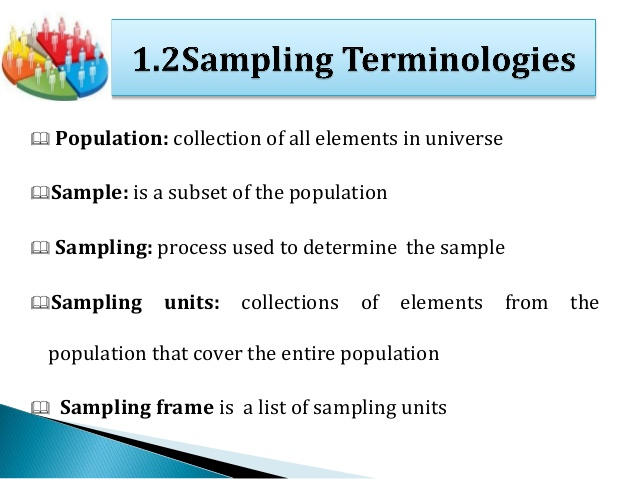 1.2Sampling Terminologies
Population: collection of all elements in universe
Sample: is a subset of the population
Sampling: process used to determine the sample
Sampling units: collections of elements from the
population that cover the entire population
Sampling frame is a list of sampling units